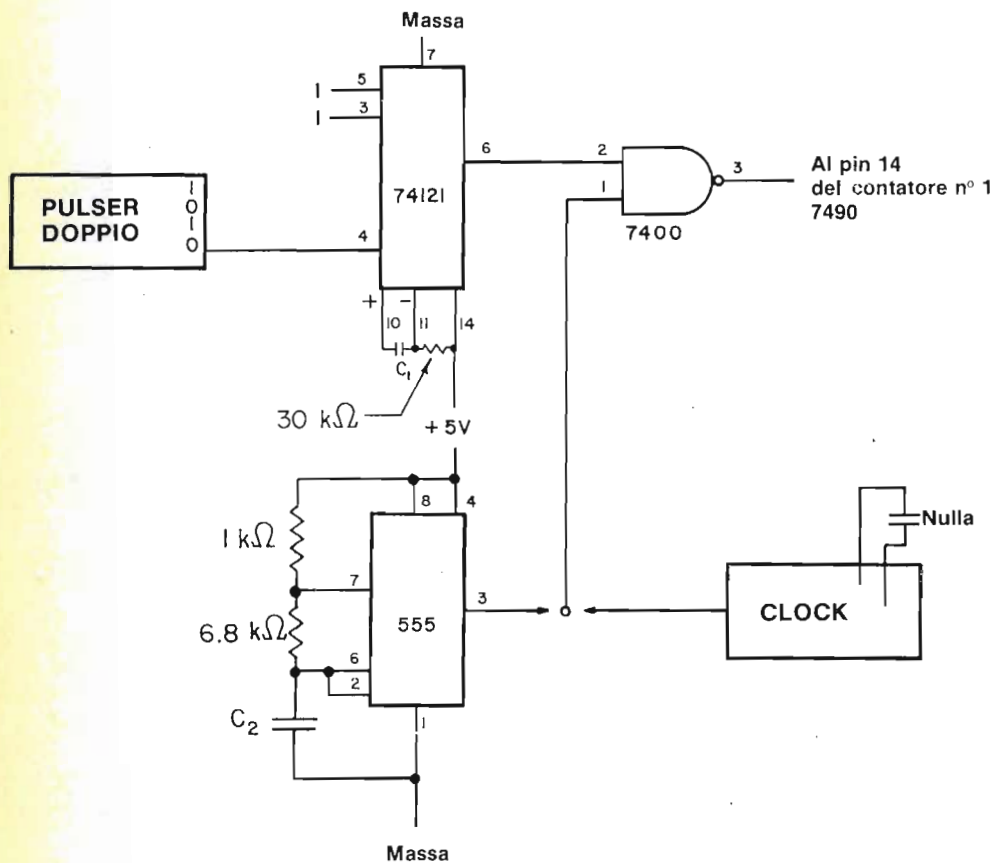 Massa
7
1 5
1 3
74121
6
2
1
3
7400
Al pin 14
del contatore n° 1
7490
PULSER
DOPPIO
1
0
1
0
4
+ -
10 11 14
C1
30 kΩ
+ 5V
8 4
1 kΩ
7
555
3
6.8 kΩ
6
2
C2
1
Massa
Nulla
CLOCK